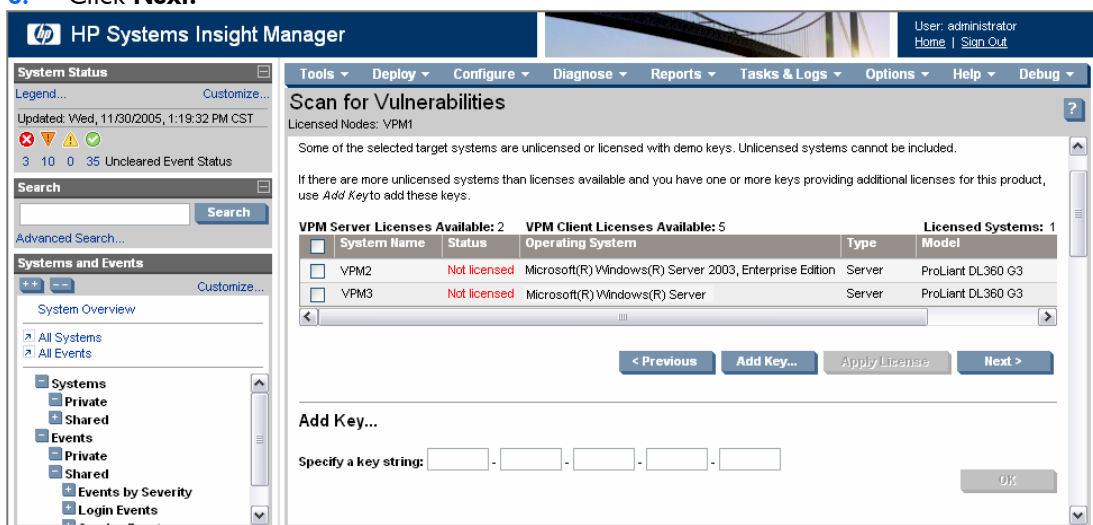 Click Next.
hp HP Systems Insight Manager
User: administrator
Home | Sign Out
System Status
Legend... Customize...
Updated: Wed, 11/30/2005, 1:19:32 PM CST
3 10 0 35 Uncleared Event Status
Search
Search
Advanced Search...
Systems and Events
++ -- Customize...
System Overview
All Systems
All Events
Systems
Private
Shared
Events
Private
Shared
Events by Severity
Login Events
Tools Deploy Configure Diagnose Reports Tasks & Logs Options Help Debug
Scan for Vulnerabilities ?
Licensed Nodes: VPM1
Some of the selected target systems are unlicensed or licensed with demo keys. Unlicensed systems cannot be included.
If there are more unlicensed systems than licenses available and you have one or more keys providing additional licenses for this product,
use Add Keyto add these keys.
VPM Server Licenses Available: 2 VPM Client Licenses Available: 5 Licensed Systems: 1
System Name Status Operating System Type Model
VPM2 Not licensed Microsoft(R) Windows(R) Server 2003, Enterprise Edition Server ProLiant DL360 G3
VPM3 Not licensed Microsoft(R) Windows(R) Server Server ProLiant DL360 G3
< Previous Add Key... Apply License Next >
Add Key...
Specify a key string: - - - -
OK